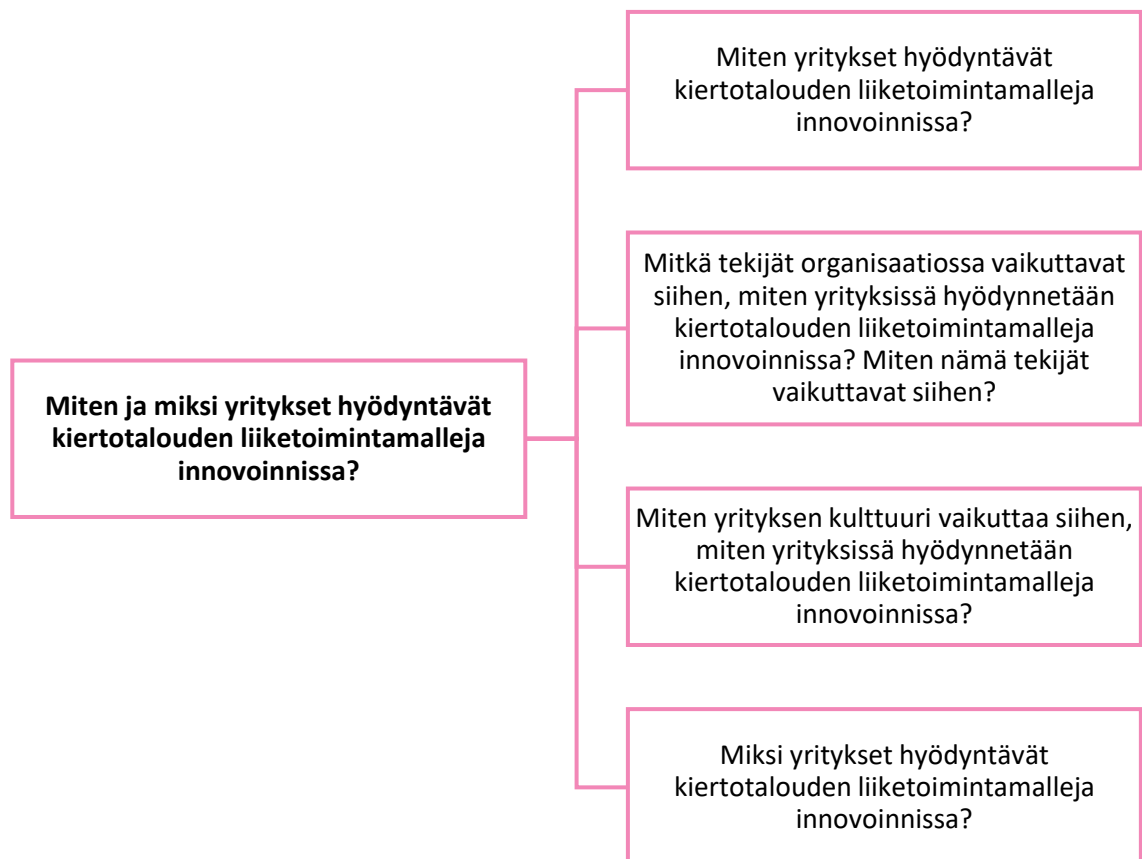 Miten ja miksi yritykset hyödyntävät
kiertotalouden liiketoimintamalleja
innovoinnissa?
Miten yritykset hyödyntävät
kiertotalouden liiketoimintamalleja
innovoinnissa?
Mitkä tekijät organisaatiossa vaikuttavat
siihen, miten yrityksissä hyödynnetään
kiertotalouden liiketoimintamalleja
innovoinnissa? Miten nämä tekijät
vaikuttavat siihen?
Miten yrityksen kulttuuri vaikuttaa siihen,
miten yrityksissä hyödynnetään
kiertotalouden liiketoimintamalleja
innovoinnissa?
Miksi yritykset hyödyntävät
kiertotalouden liiketoimintamalleja
innovoinnissa?